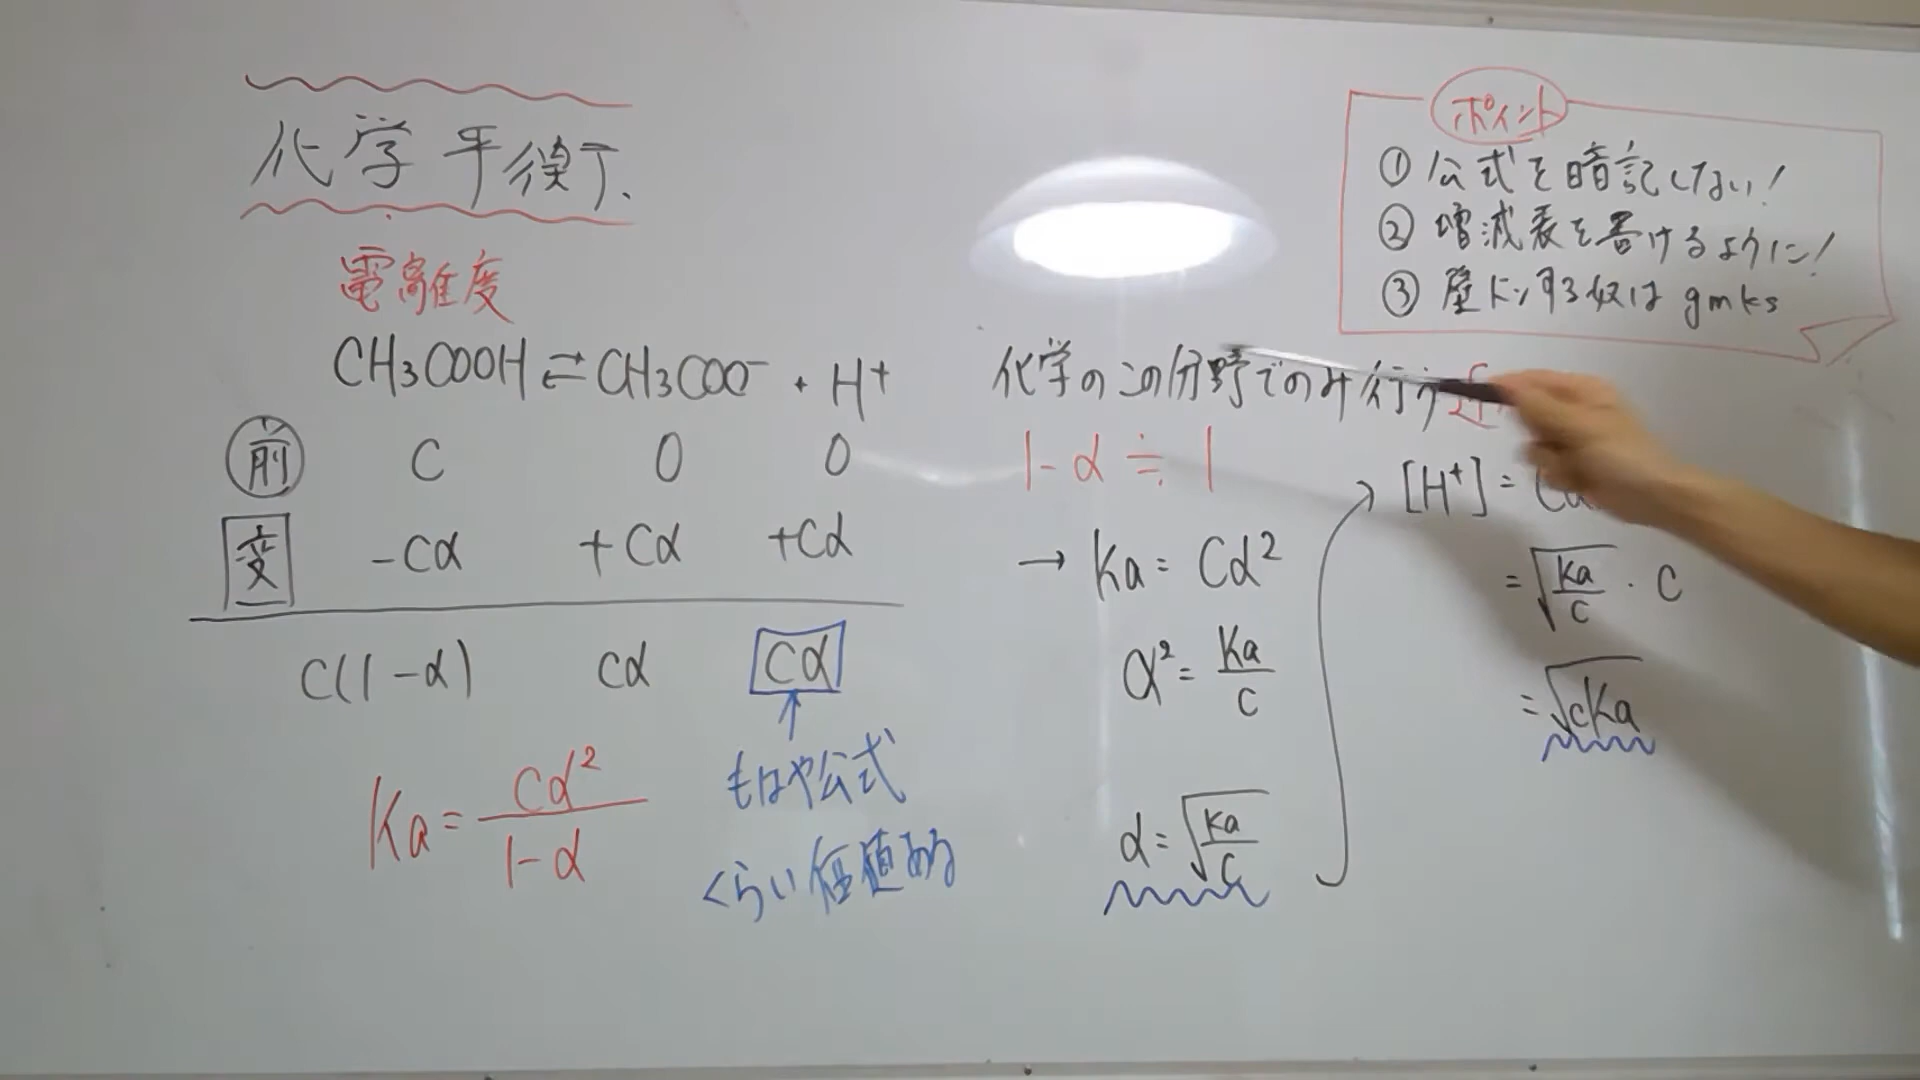 化学平衡
電離度
CH₃COOH ⇄ CH₃COO⁻ + H⁺
前 C 0 0
変 -Cα +Cα +Cα
C(1-α) Cα Cα
もはや公式
くらい価値ある
Ka = Cα² / 1-α
化学のこの分野でのみ行う
1-α ≒ 1
→ Ka = Cα²
α² = Ka/C
α = √(Ka/C)
[H⁺] = Cα
= √(Ka/C) · C
= √(cKa)
ポイント
① 公式を暗記しない!
② 増減表を書けるように!
③ 壁ドンする奴は gmks